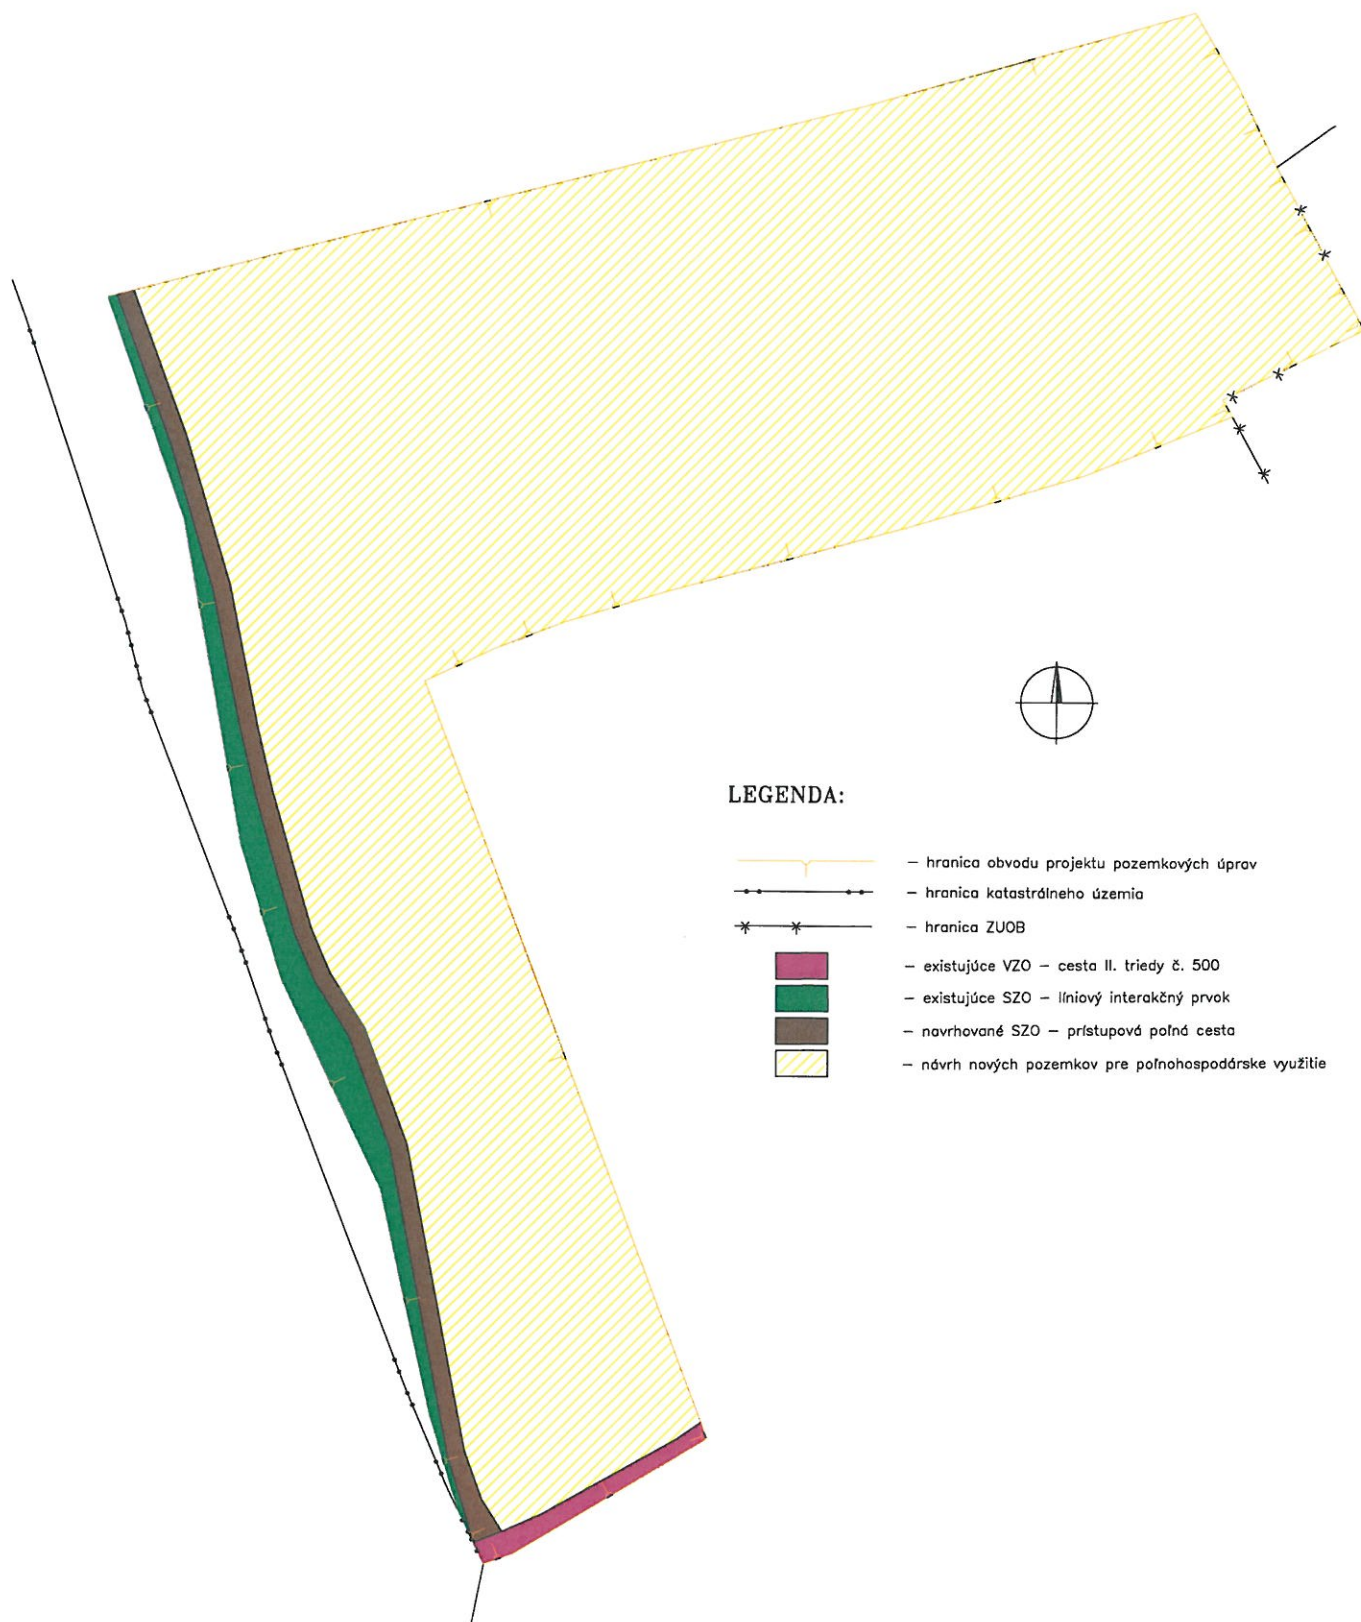 LEGENDA:
– hranica obvodu projektu pozemkových úprav
– hranica katastrálneho územia
– hranica ZUOB
– existujúce VZO – cesta II. triedy č. 500
– existujúce SZO – líniový interakčný prvok
– navrhované SZO – prístupová poľná cesta
– návrh nových pozemkov pre poľnohospodárske využitie